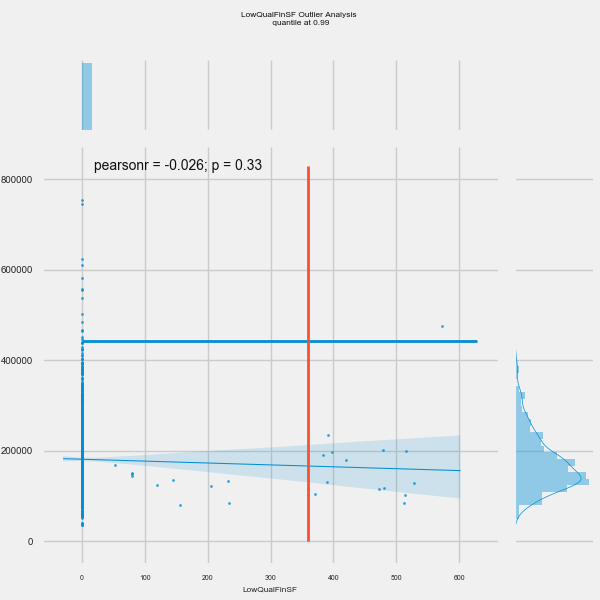 LowQualFinSF Outlier Analysis
quantile at 0.99
pearsonr = -0.026; p = 0.33
800000
600000
400000
200000
0
0 100 200 300 400 500 600
LowQualFinSF